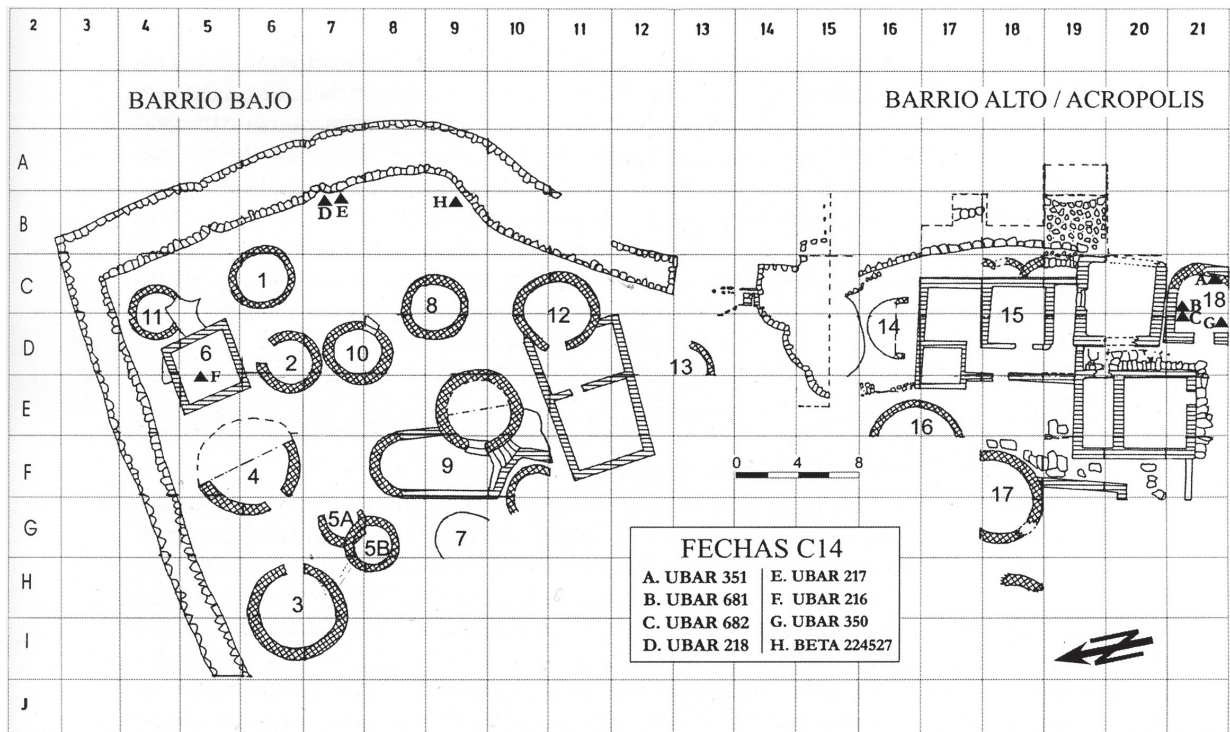 2 3 4 5 6 7 8 9 10 11 12 13 14 15 16 17 18 19 20 21
BARRIO BAJO
BARRIO ALTO / ACROPOLIS
A
B
D E
H
C
1
8
11
12
14
15
A
B
C
G
18
D
6
F
2
10
13
E
16
F
4
9
0 4 8
17
G
5A
5B
7
H
3
I
J
FECHAS C14
A. UBAR 351
B. UBAR 681
C. UBAR 682
D. UBAR 218
E. UBAR 217
F. UBAR 216
G. UBAR 350
H. BETA 224527